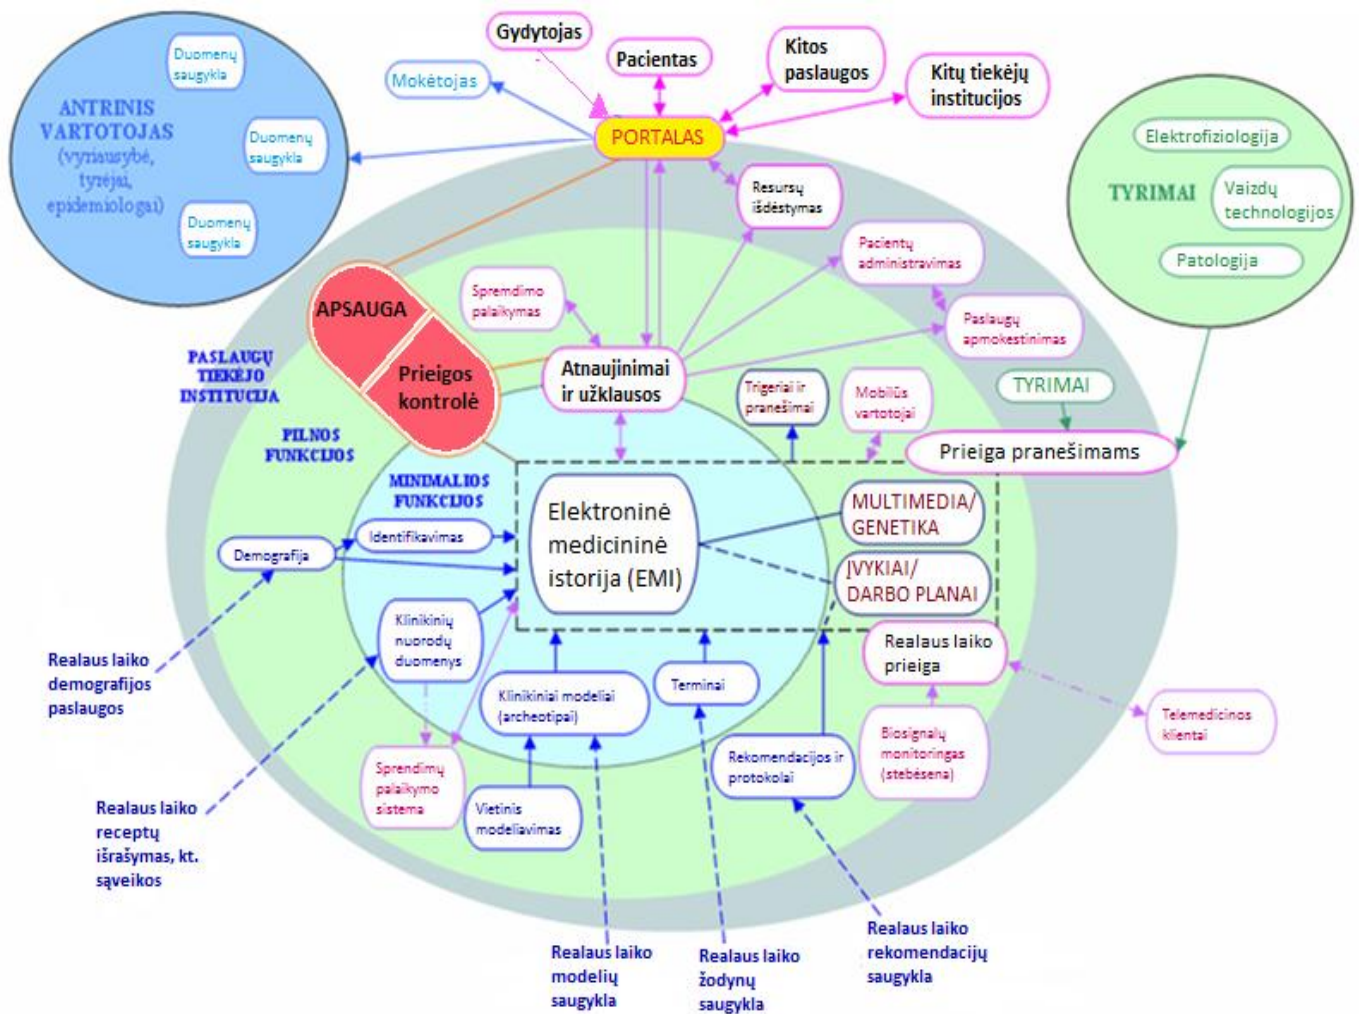 Gydytojas
Pacientas
Kitos
paslaugos
Kitų tiekėjų
institucijos
Mokėtojas
PORTALAS
Duomenų
saugykla
ANTRINIS
VARTOTOJAS
(vyriausybė,
tyrėjai,
epidemiologai)
Duomenų
saugykla
Duomenų
saugykla
Elektrofiziologija
TYRIMAI
Vaizdų
technologijos
Patologija
Resursų
išdėstymas
Pacientų
administravimas
Paslaugų
apmokestinimas
Spremdimo
palaikymas
APSAUGA
Prieigos
kontrolė
Atnaujinimai
ir užklausos
PASLAUGŲ
TIEKĖJO
INSTITUCIJA
PILNOS
FUNKCIJOS
MINIMALIOS
FUNKCIJOS
Trigeriai ir
pranešimai
Mobilūs
vartotojai
TYRIMAI
Prieiga pranešimams
Elektroninė
medicininė
istorija (EMI)
MULTIMEDIA/
GENETIKA
ĮVYKIAI/
DARBO PLANAI
Identifikavimas
Demografija
Klinikinių
nuorodų
duomenys
Realaus laiko
prieiga
Realaus laiko
demografijos
paslaugos
Klinikiniai modeliai
(archeotipai)
Terminai
Telemedicinos
klientai
Biosignalų
monitoringas
(stebėsena)
Rekomendacijos ir
protokolai
Sprendimų
palaikymo
sistema
Vietinis
modeliavimas
Realaus laiko
receptų
išrašymas, kt.
sąveikos
Realaus laiko
modelių
saugykla
Realaus laiko
žodynų
saugykla
Realaus laiko
rekomendacijų
saugykla